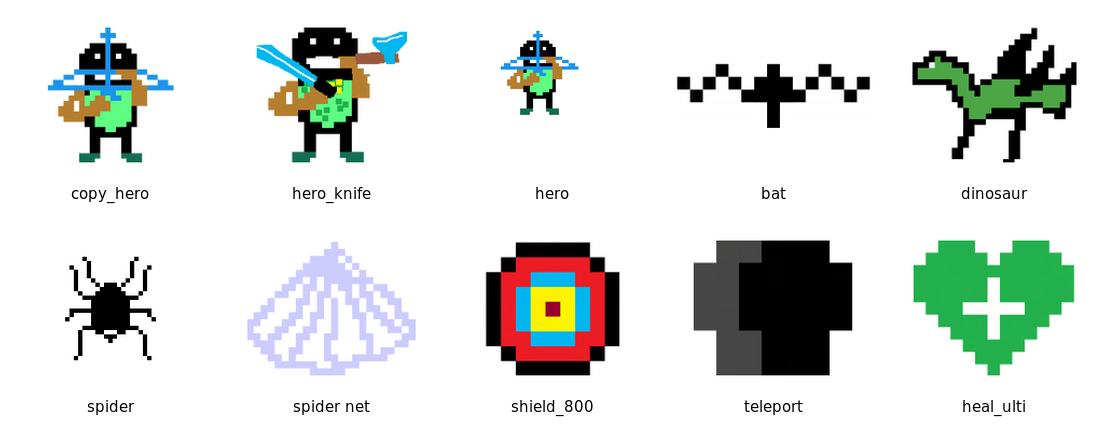 copy_hero
hero_knife
hero
bat
dinosaur
spider
spider net
shield_800
teleport
heal_ulti